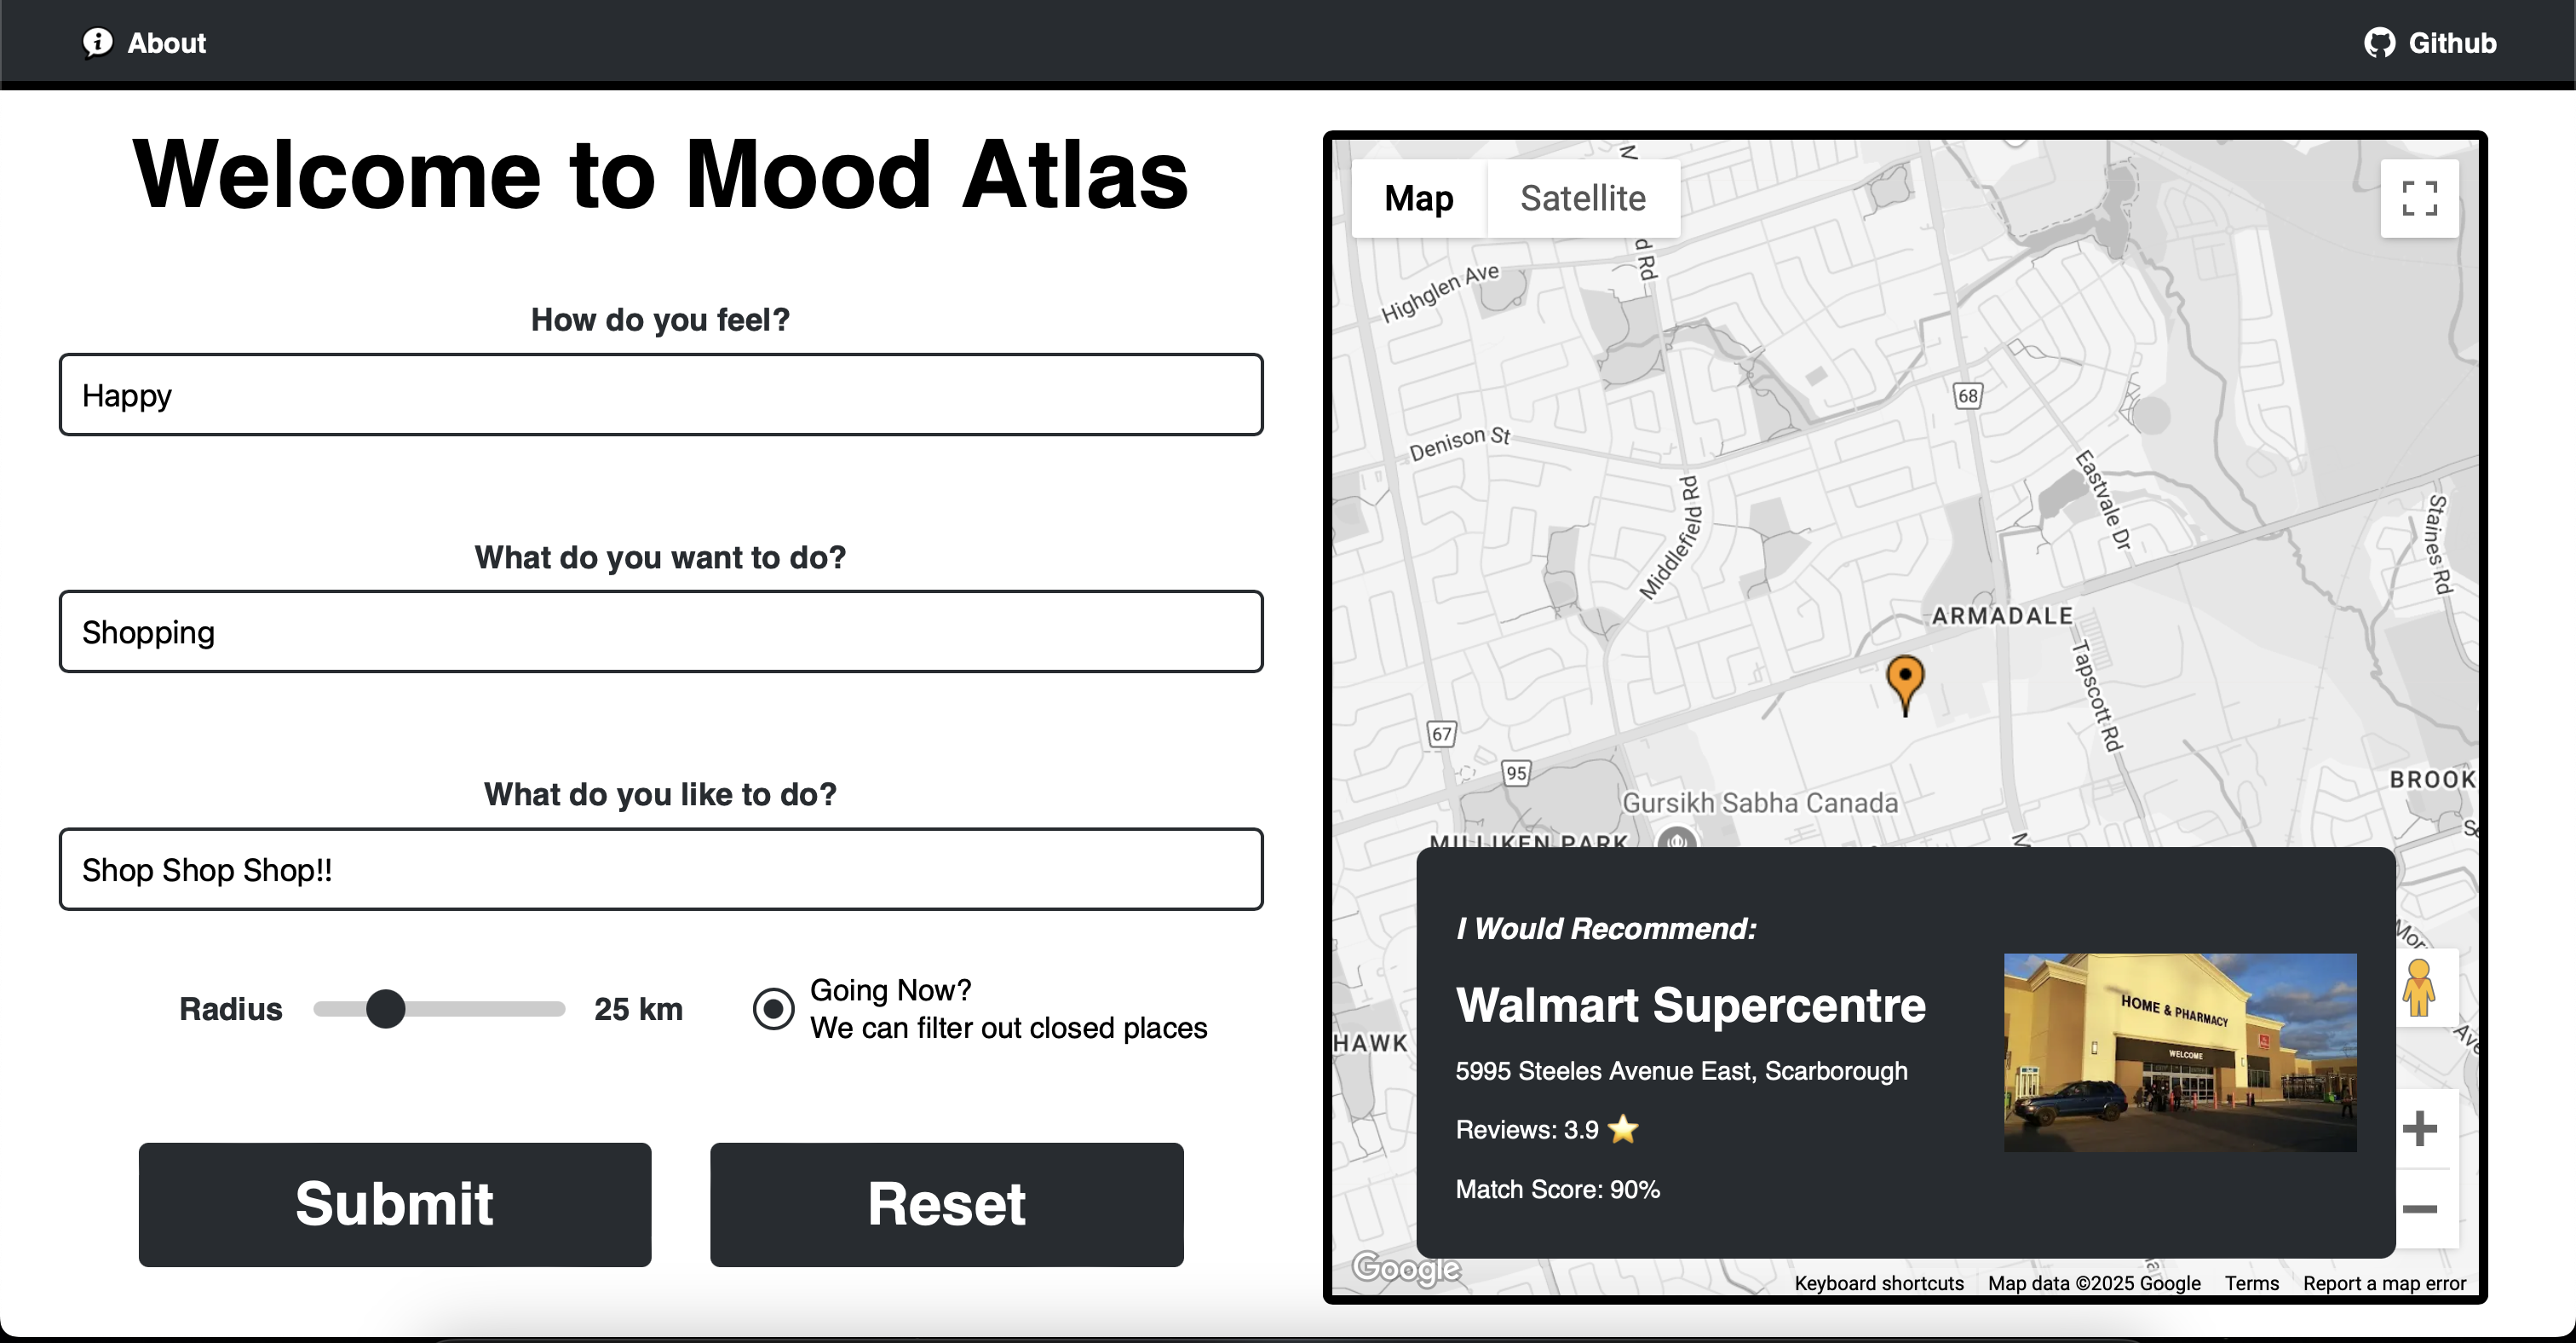 About
Github
Welcome to Mood Atlas
How do you feel?
Happy
What do you want to do?
Shopping
What do you like to do?
Shop Shop Shop!!
Radius
25 km
Going Now?
We can filter out closed places
Submit
Reset
Map
Satellite
d Rd
Highglen Ave
68
Denison St
Middlefield Rd
Eastvale Dr
Staines Rd
ARMADALE
Tapscott Rd
67
95
BROOK
Gursikh Sabha Canada
MILLIKEN PARK
HAWK
I Would Recommend:
Walmart Supercentre
5995 Steeles Avenue East, Scarborough
Reviews: 3.9 ⭐
Match Score: 90%
HOME & PHARMACY
WELCOME
Google
Keyboard shortcuts
Map data ©2025 Google
Terms
Report a map error